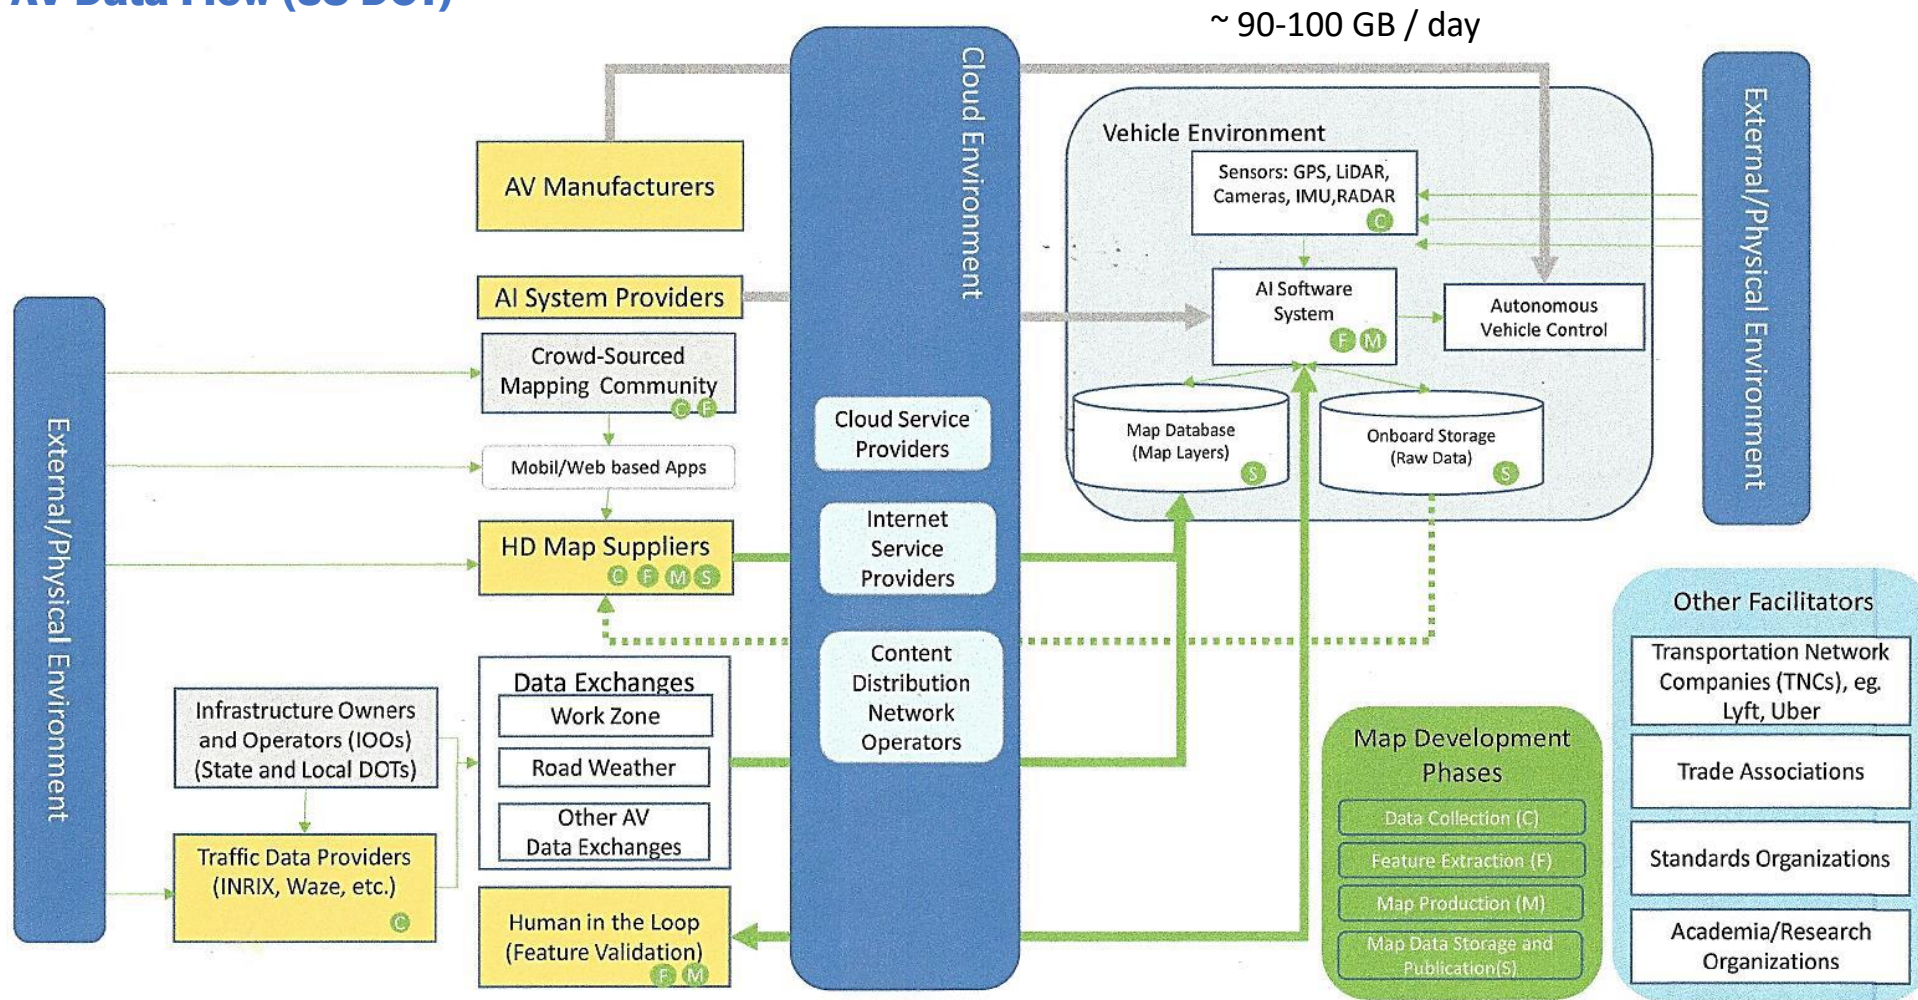 AV Data Flow (US DOT)
~ 90-100 GB / day
Cloud Environment
External/Physical Environment
Vehicle Environment
Sensors: GPS, LiDAR,
Cameras, IMU,RADAR
C
AV Manufacturers
AI System Providers
AI Software
System
F M
Autonomous
Vehicle Control
Crowd-Sourced
Mapping Community
C F
Mobil/Web based Apps
HD Map Suppliers
C F M S
Cloud Service
Providers
Internet
Service
Providers
Content
Distribution
Network
Operators
Map Database
(Map Layers)
S
Onboard Storage
(Raw Data)
S
External/Physical Environment
Infrastructure Owners
and Operators (IOOs)
(State and Local DOTs)
Traffic Data Providers
(INRIX, Waze, etc.)
C
Data Exchanges
Work Zone
Road Weather
Other AV
Data Exchanges
Human in the Loop
(Feature Validation)
F M
Map Development
Phases
Data Collection (C)
Feature Extraction (F)
Map Production (M)
Map Data Storage and
Publication(S)
Other Facilitators
Transportation Network
Companies (TNCs), eg.
Lyft, Uber
Trade Associations
Standards Organizations
Academia/Research
Organizations